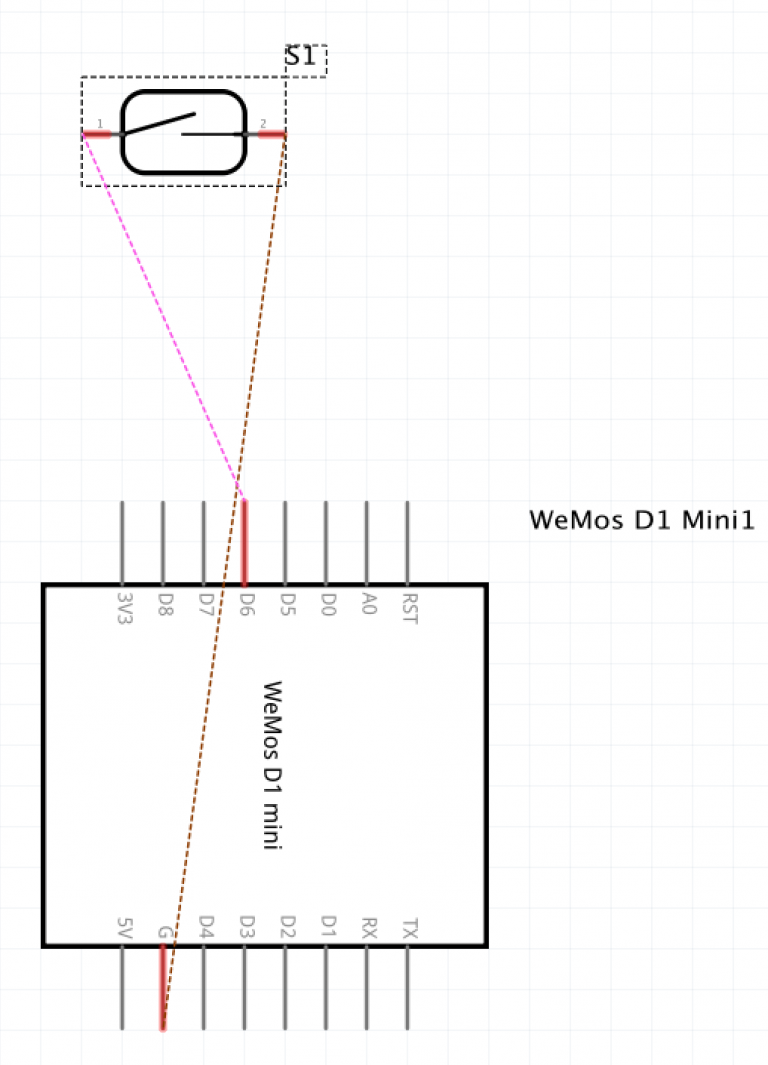 S1
1
2
WeMos D1 Mini1
3V3
D8
D7
D6
D5
D0
A0
RST
WeMos D1 mini
5V
G
D4
D3
D2
D1
RX
TX